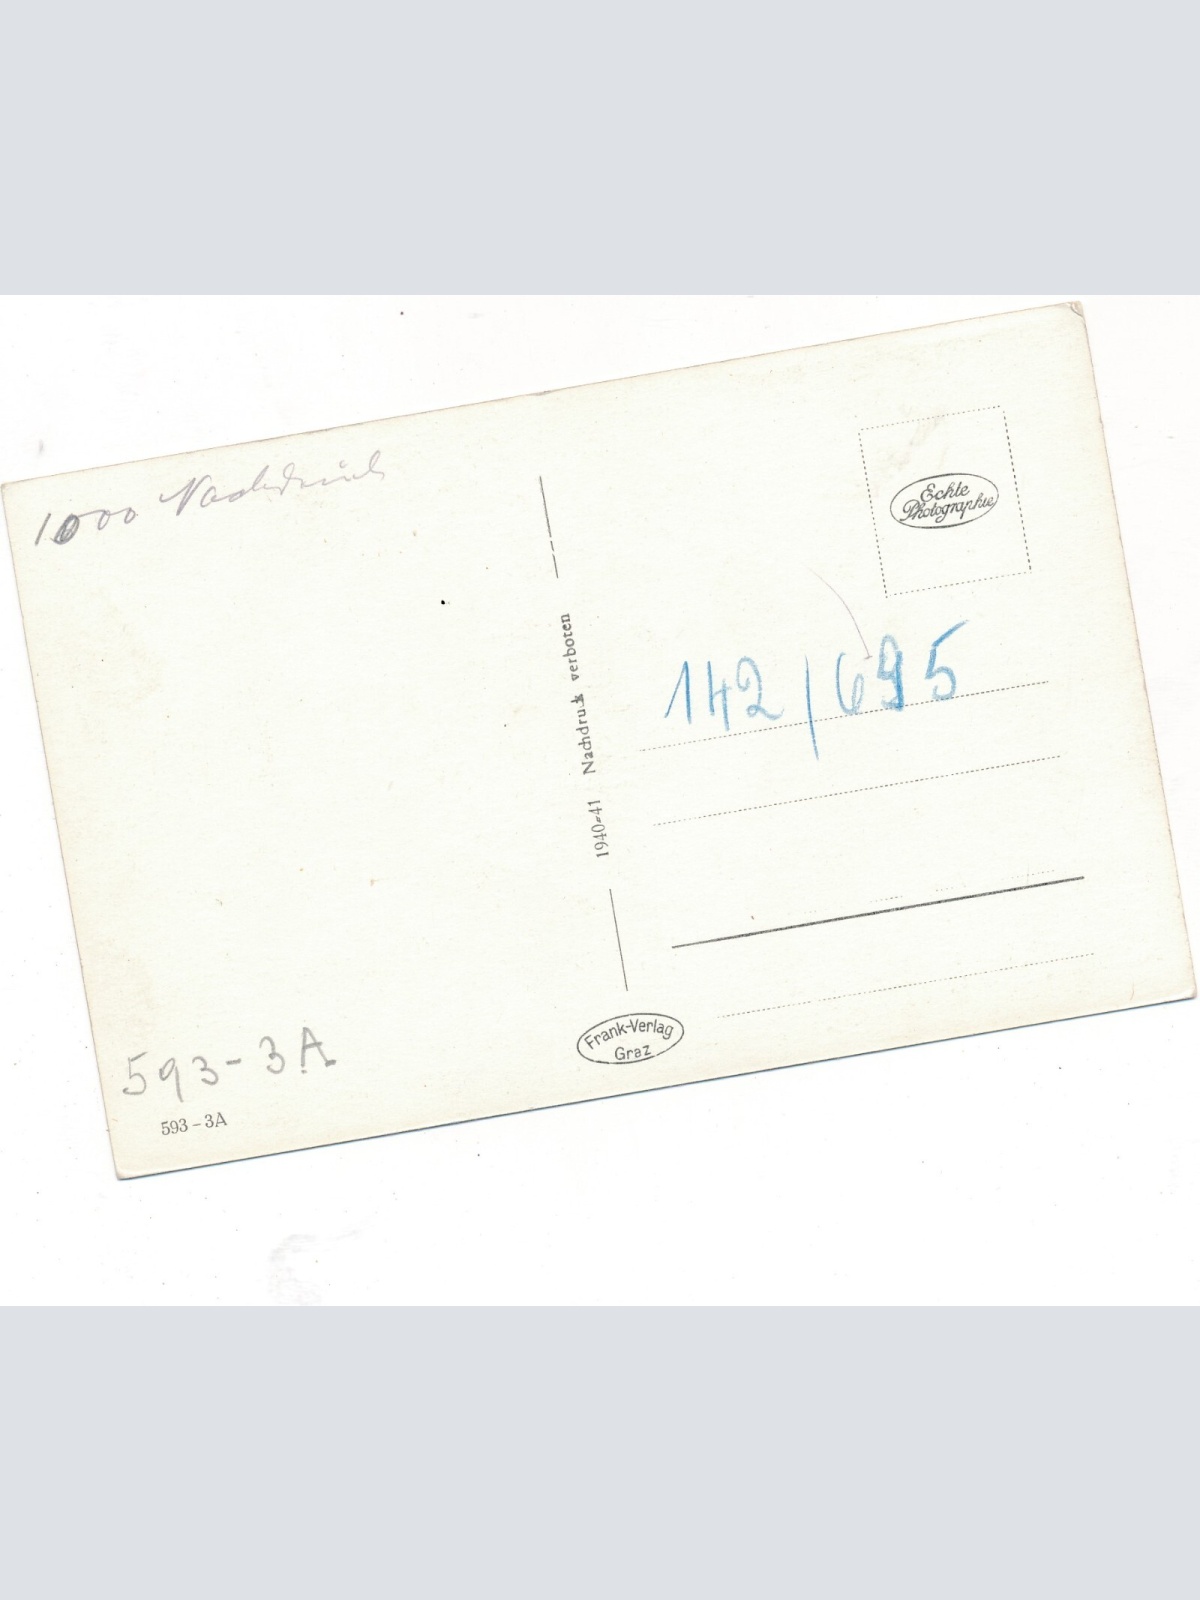 1000 Nachdruck
Echte
Photographie
142/695
1940=41 Nachdruck verboten
Frank-Verlag
Graz
593-3A
593-3A